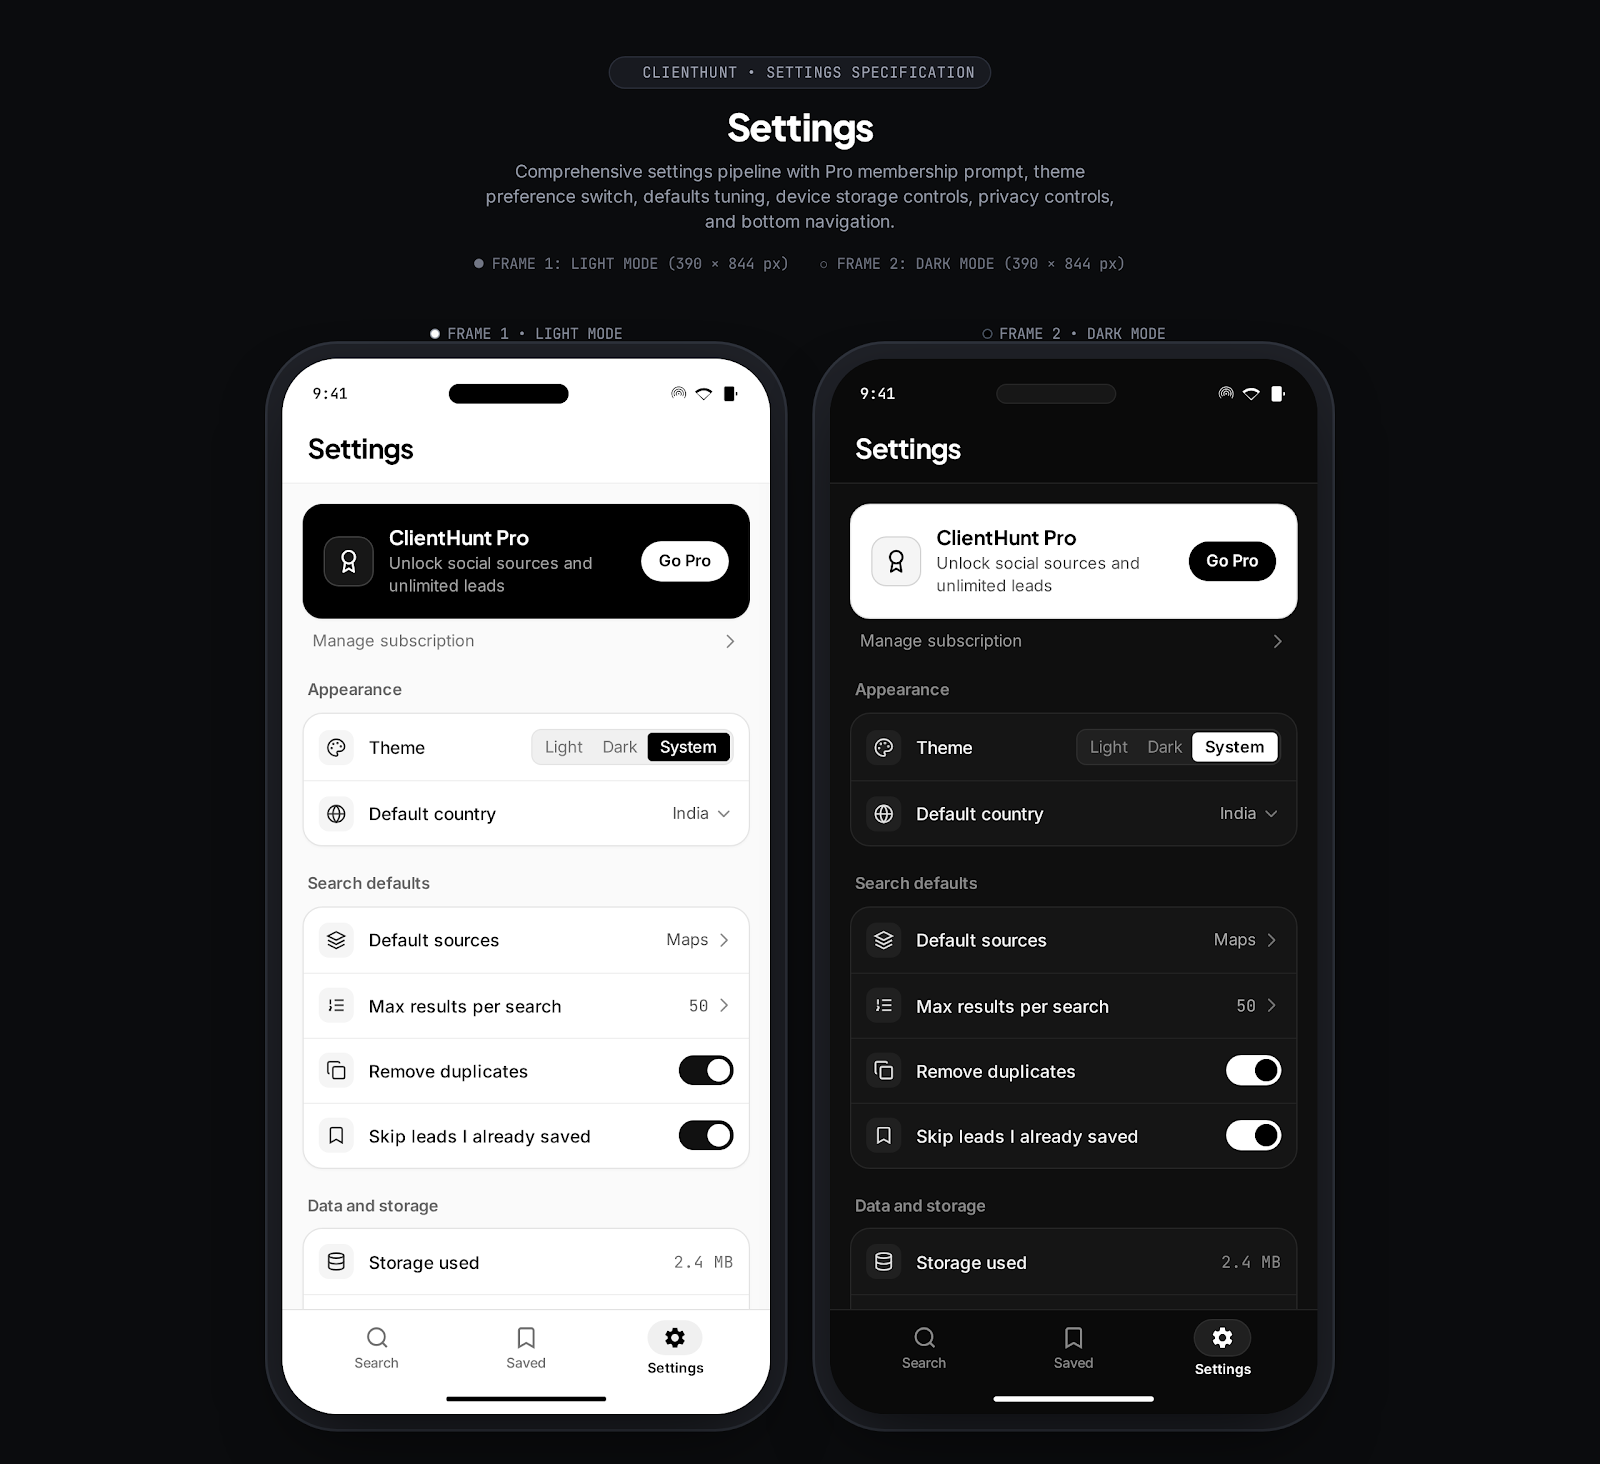 CLIENTHUNT • SETTINGS SPECIFICATION
Settings
Comprehensive settings pipeline with Pro membership prompt, theme
preference switch, defaults tuning, device storage controls, privacy controls,
and bottom navigation.
FRAME 1: LIGHT MODE (390 × 844 px)
FRAME 2: DARK MODE (390 × 844 px)
FRAME 1 • LIGHT MODE
9:41
Settings
ClientHunt Pro
Unlock social sources and
unlimited leads
Go Pro
Manage subscription
Appearance
Theme
Light Dark System
Default country
India
Search defaults
Default sources
Maps
Max results per search
50
Remove duplicates
Skip leads I already saved
Data and storage
Storage used
2.4 MB
Search
Saved
Settings
FRAME 2 • DARK MODE
9:41
Settings
ClientHunt Pro
Unlock social sources and
unlimited leads
Go Pro
Manage subscription
Appearance
Theme
Light Dark System
Default country
India
Search defaults
Default sources
Maps
Max results per search
50
Remove duplicates
Skip leads I already saved
Data and storage
Storage used
2.4 MB
Search
Saved
Settings